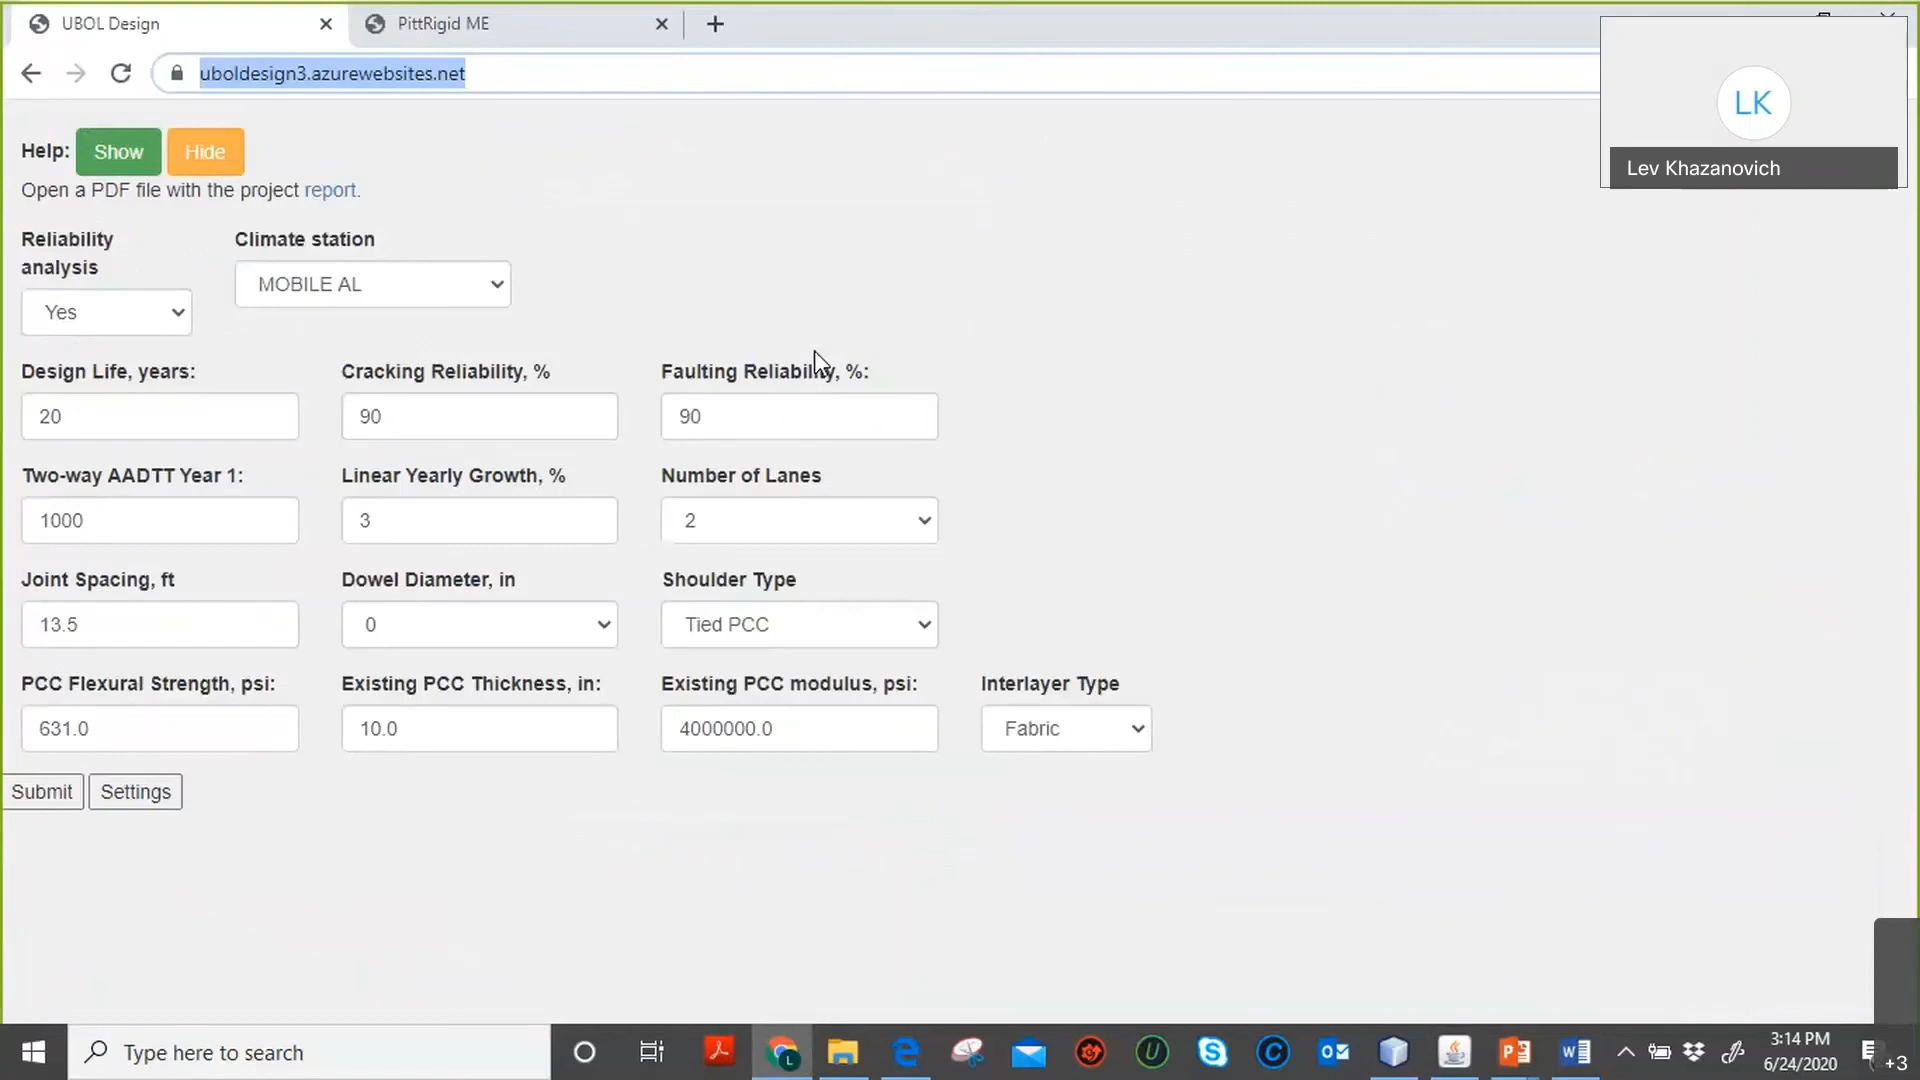 UBOL Design
PittRigid ME
uboldesign3.azurewebsites.net
LK
Lev Khazanovich
Help: Show Hide
Open a PDF file with the project report.
Reliability analysis
Climate station
Yes
MOBILE AL
Design Life, years:
Cracking Reliability, %
Faulting Reliability, %:
20
90
90
Two-way AADTT Year 1:
Linear Yearly Growth, %
Number of Lanes
1000
3
2
Joint Spacing, ft
Dowel Diameter, in
Shoulder Type
13.5
0
Tied PCC
PCC Flexural Strength, psi:
Existing PCC Thickness, in:
Existing PCC modulus, psi:
Interlayer Type
631.0
10.0
4000000.0
Fabric
Submit
Settings
Type here to search
L
U
S
C
O
P
W
3:14 PM
6/24/2020
+3